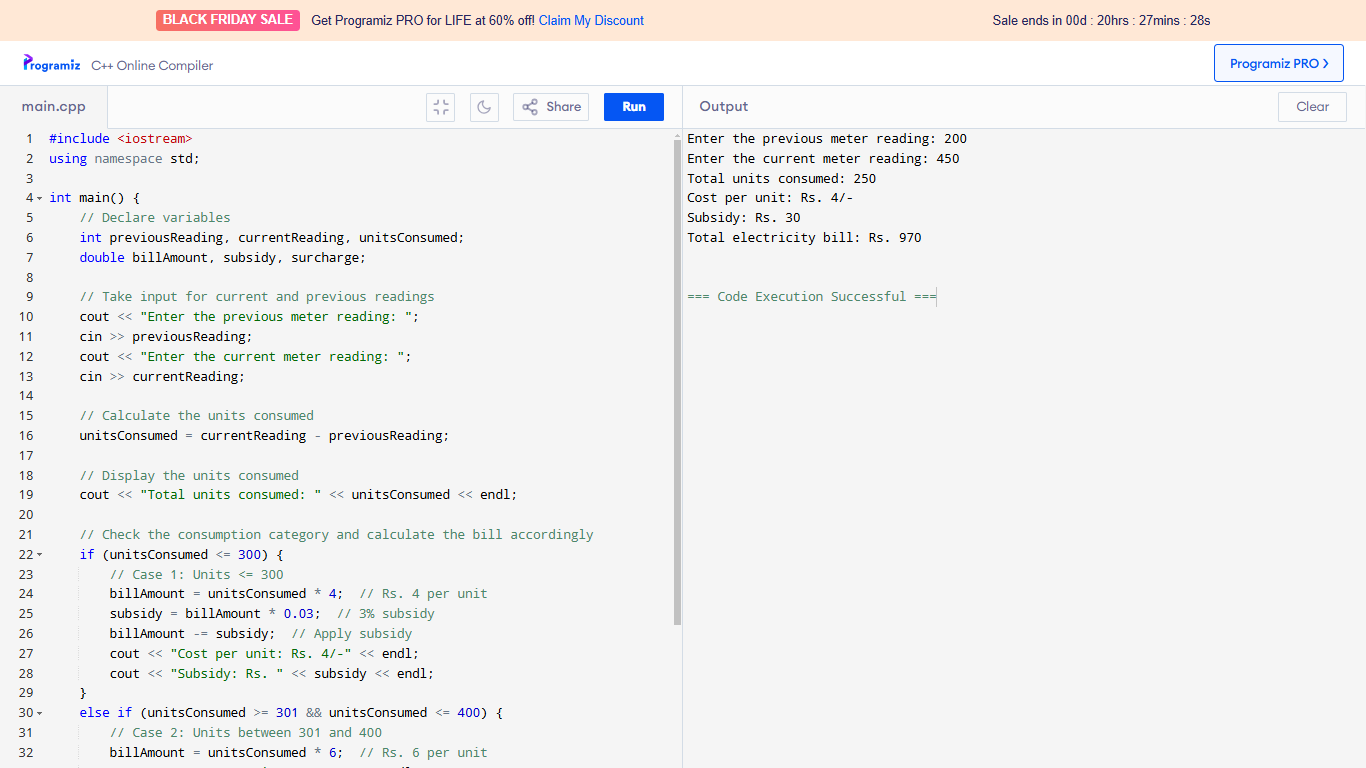 BLACK FRIDAY SALE Get Programiz PRO for LIFE at 60% off! Claim My Discount Sale ends in 00d : 20hrs : 27mins : 28s
Programiz C++ Online Compiler Programiz PRO >
main.cpp Share Run Output Clear
1 #include <iostream>
2 using namespace std;
3
4 int main() {
5     // Declare variables
6     int previousReading, currentReading, unitsConsumed;
7     double billAmount, subsidy, surcharge;
8
9     // Take input for current and previous readings
10     cout << "Enter the previous meter reading: ";
11     cin >> previousReading;
12     cout << "Enter the current meter reading: ";
13     cin >> currentReading;
14
15     // Calculate the units consumed
16     unitsConsumed = currentReading - previousReading;
17
18     // Display the units consumed
19     cout << "Total units consumed: " << unitsConsumed << endl;
20
21     // Check the consumption category and calculate the bill accordingly
22     if (unitsConsumed <= 300) {
23         // Case 1: Units <= 300
24         billAmount = unitsConsumed * 4;  // Rs. 4 per unit
25         subsidy = billAmount * 0.03;  // 3% subsidy
26         billAmount -= subsidy;  // Apply subsidy
27         cout << "Cost per unit: Rs. 4/-" << endl;
28         cout << "Subsidy: Rs. " << subsidy << endl;
29     }
30     else if (unitsConsumed >= 301 && unitsConsumed <= 400) {
31         // Case 2: Units between 301 and 400
32         billAmount = unitsConsumed * 6;  // Rs. 6 per unit
Enter the previous meter reading: 200
Enter the current meter reading: 450
Total units consumed: 250
Cost per unit: Rs. 4/-
Subsidy: Rs. 30
Total electricity bill: Rs. 970
=== Code Execution Successful ===